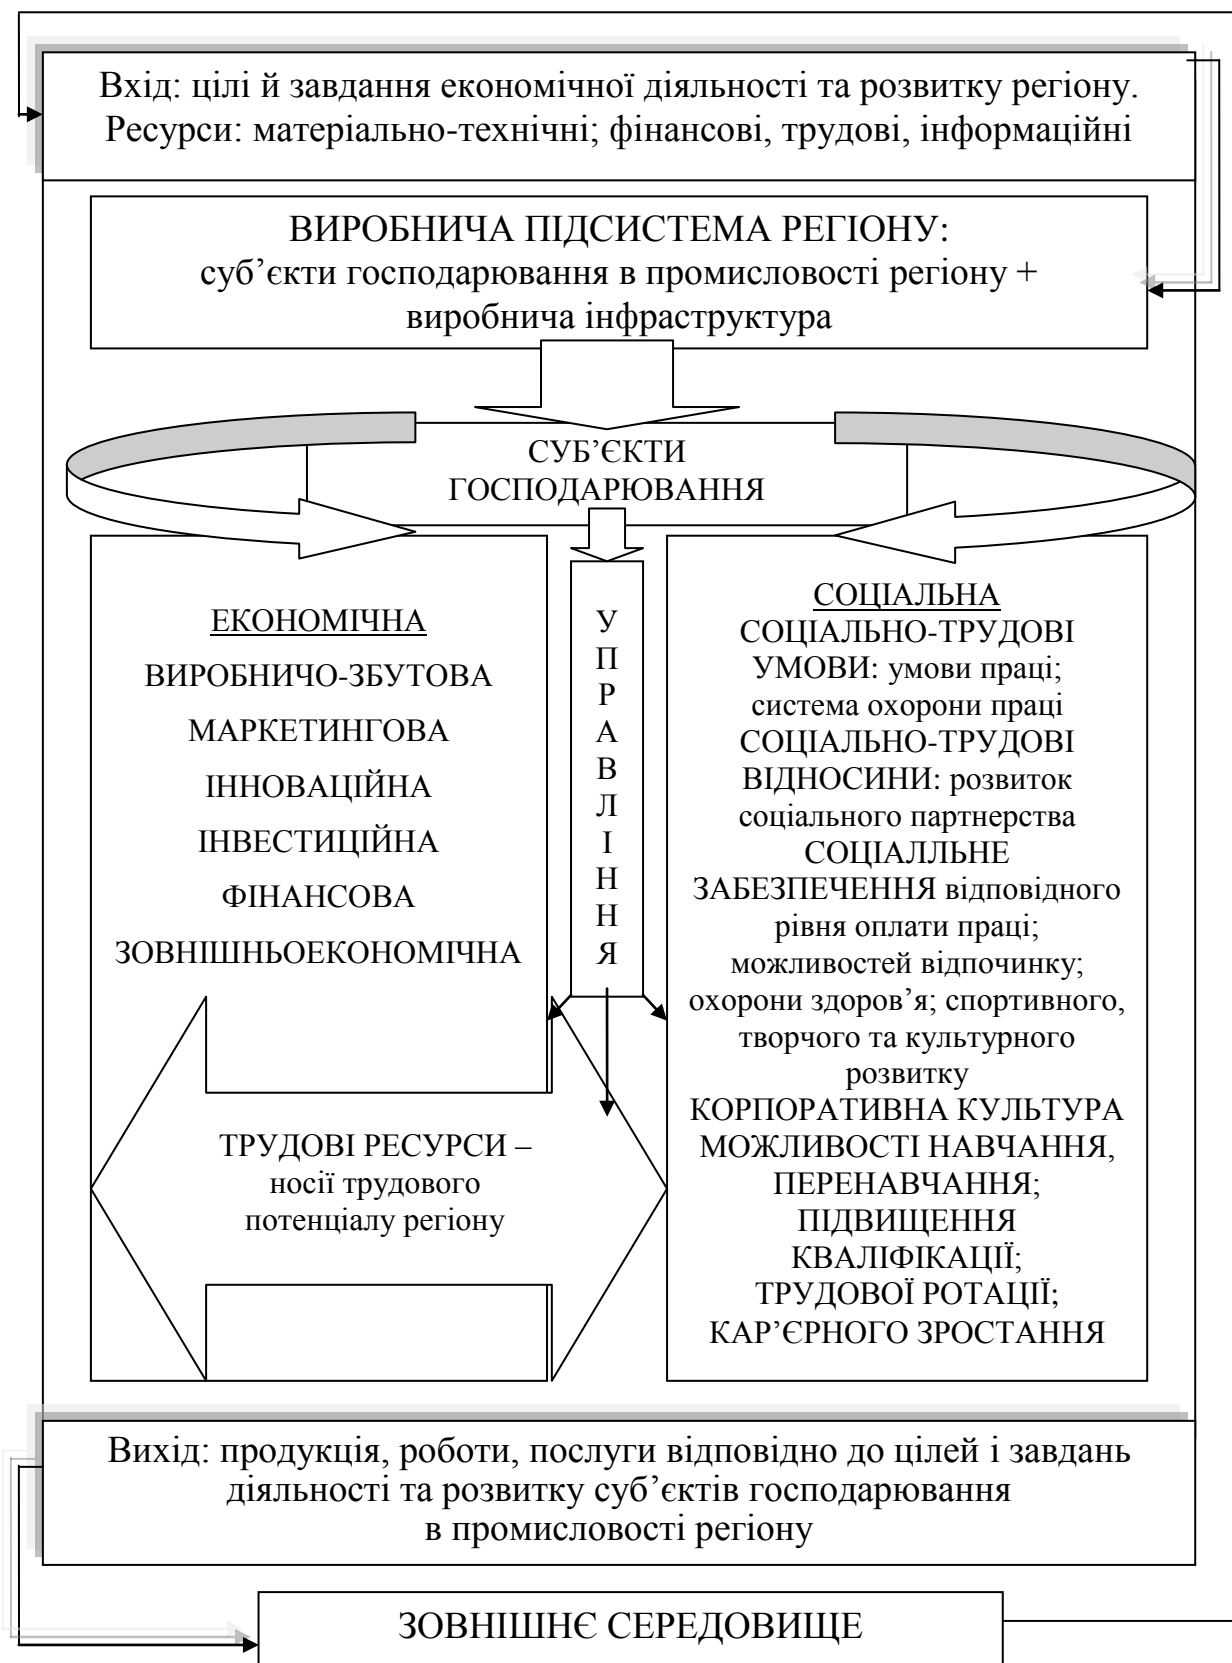 Вхід: цілі й завдання економічної діяльності та розвитку регіону.
Ресурси: матеріально-технічні; фінансові, трудові, інформаційні
ВИРОБНИЧА ПІДСИСТЕМА РЕГІОНУ:
суб’єкти господарювання в промисловості регіону +
виробнича інфраструктура
СУБ’ЄКТИ
ГОСПОДАРЮВАННЯ
ЕКОНОМІЧНА
ВИРОБНИЧО-ЗБУТОВА
МАРКЕТИНГОВА
ІННОВАЦІЙНА
ІНВЕСТИЦІЙНА
ФІНАНСОВА
ЗОВНІШНЬОЕКОНОМІЧНА
У
П
Р
А
В
Л
І
Н
Н
Я
СОЦІАЛЬНА
СОЦІАЛЬНО-ТРУДОВІ
УМОВИ: умови праці;
система охорони праці
СОЦІАЛЬНО-ТРУДОВІ
ВІДНОСИНИ: розвиток
соціального партнерства
СОЦІАЛЛЬНЕ
ЗАБЕЗПЕЧЕННЯ відповідного
рівня оплати праці;
можливостей відпочинку;
охорони здоров’я; спортивного,
творчого та культурного
розвитку
КОРПОРАТИВНА КУЛЬТУРА
МОЖЛИВОСТІ НАВЧАННЯ,
ПЕРЕНАВЧАННЯ;
ПІДВИЩЕННЯ
КВАЛІФІКАЦІЇ;
ТРУДОВОЇ РОТАЦІЇ;
КАР’ЄРНОГО ЗРОСТАННЯ
ТРУДОВІ РЕСУРСИ –
носії трудового
потенціалу регіону
Вихід: продукція, роботи, послуги відповідно до цілей і завдань
діяльності та розвитку суб’єктів господарювання
в промисловості регіону
ЗОВНІШНЄ СЕРЕДОВИЩЕ